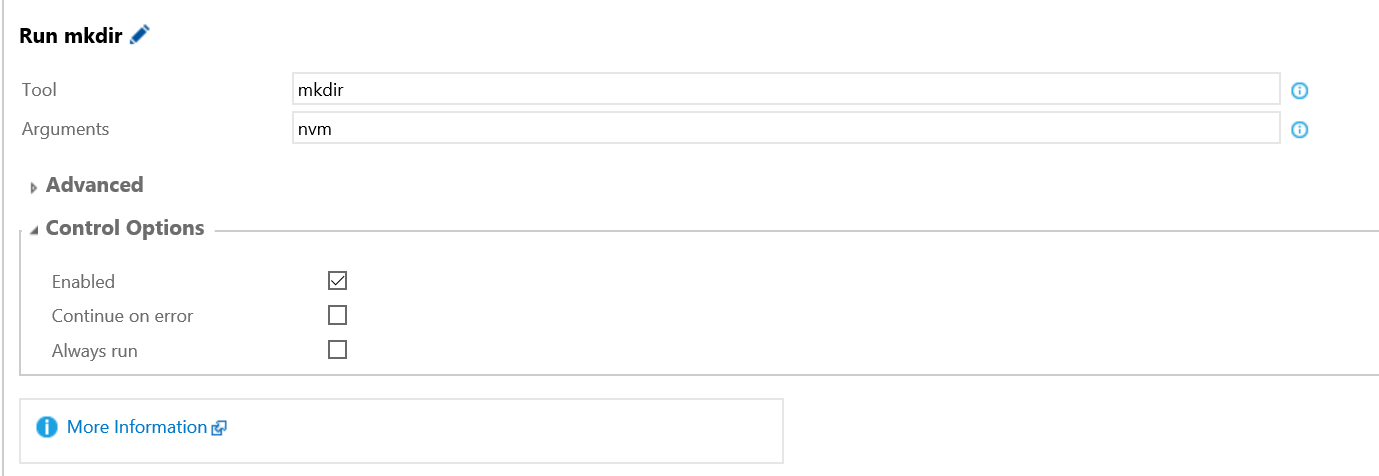 Run mkdir
Tool mkdir
Arguments nvm
Advanced
Control Options
Enabled
Continue on error
Always run
More Information